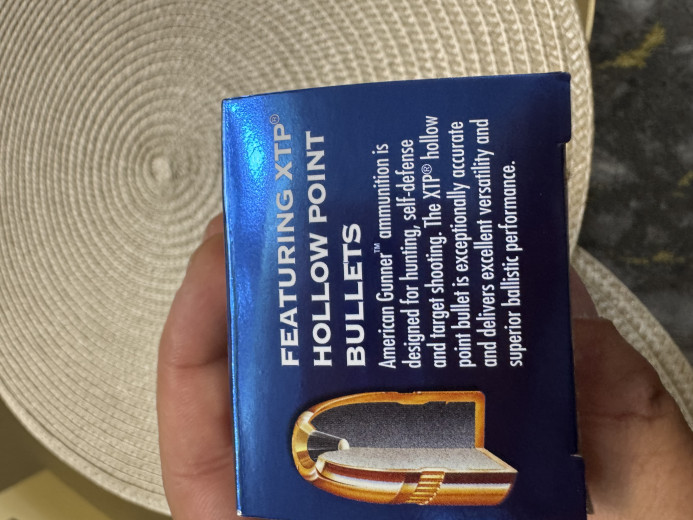 FEATURING XTP®
HOLLOW POINT
BULLETS
American Gunner™ ammunition is
designed for hunting, self-defense
and target shooting. The XTP® hollow
point bullet is exceptionally accurate
and delivers excellent versatility and
superior ballistic performance.